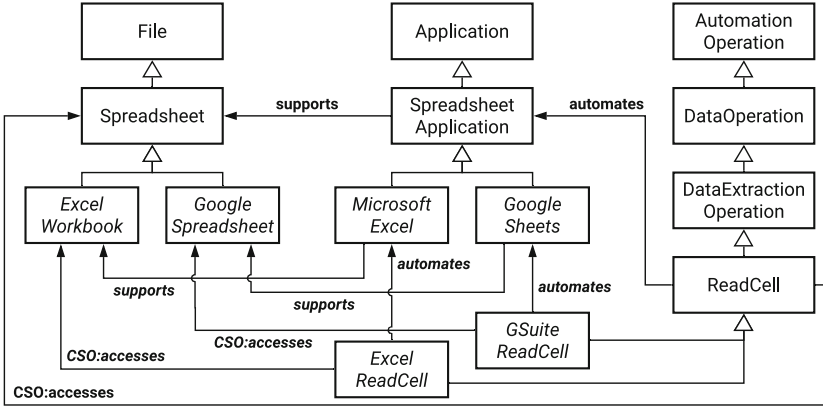 File
Application
Automation
Operation
Spreadsheet
supports
Spreadsheet
Application
automates
DataOperation
DataExtraction
Operation
Excel
Workbook
Google
Spreadsheet
Microsoft
Excel
Google
Sheets
automates
supports
supports
automates
ReadCell
CSO:accesses
CSO:accesses
GSuite
ReadCell
Excel
ReadCell
CSO:accesses